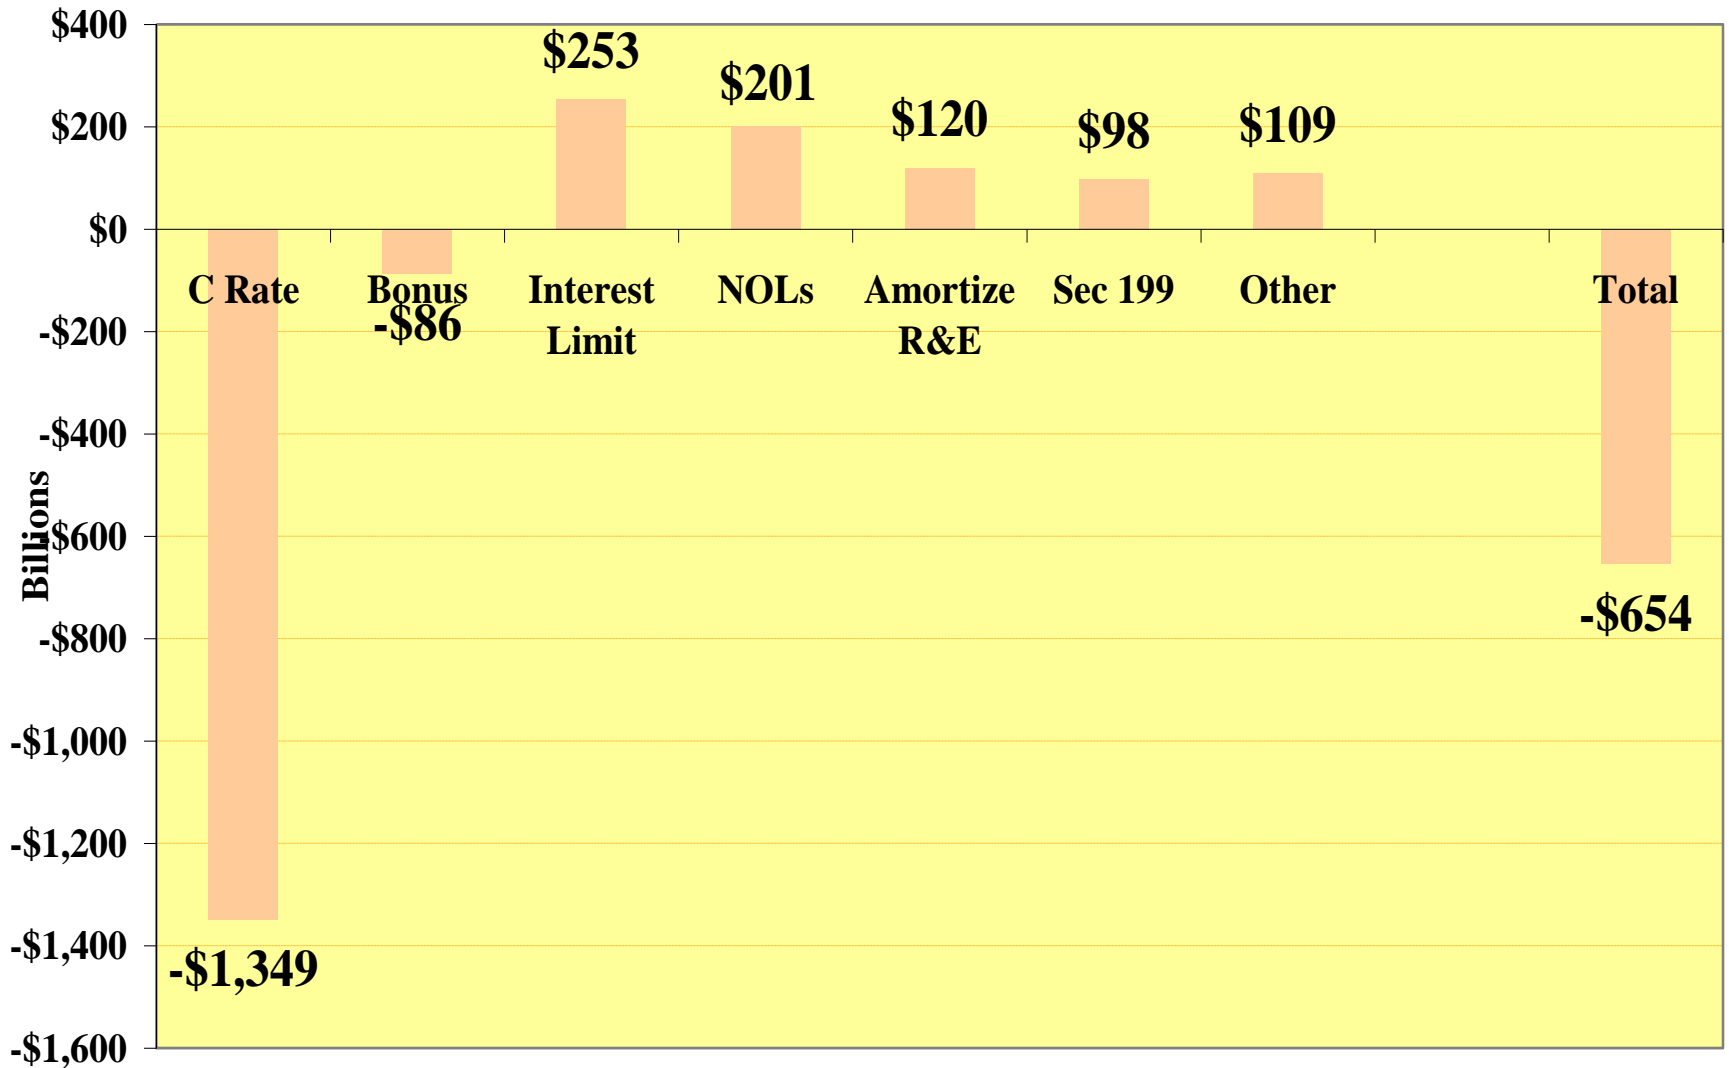 $400
$200
$0
-$200
-$400
-$600
-$800
-$1,000
-$1,200
-$1,400
-$1,600
Billions
$253
$201
$120
$98
$109
C Rate
Bonus
Interest
Limit
NOLs
Amortize
R&E
Sec 199
Other
Total
-$86
-$654
-$1,349